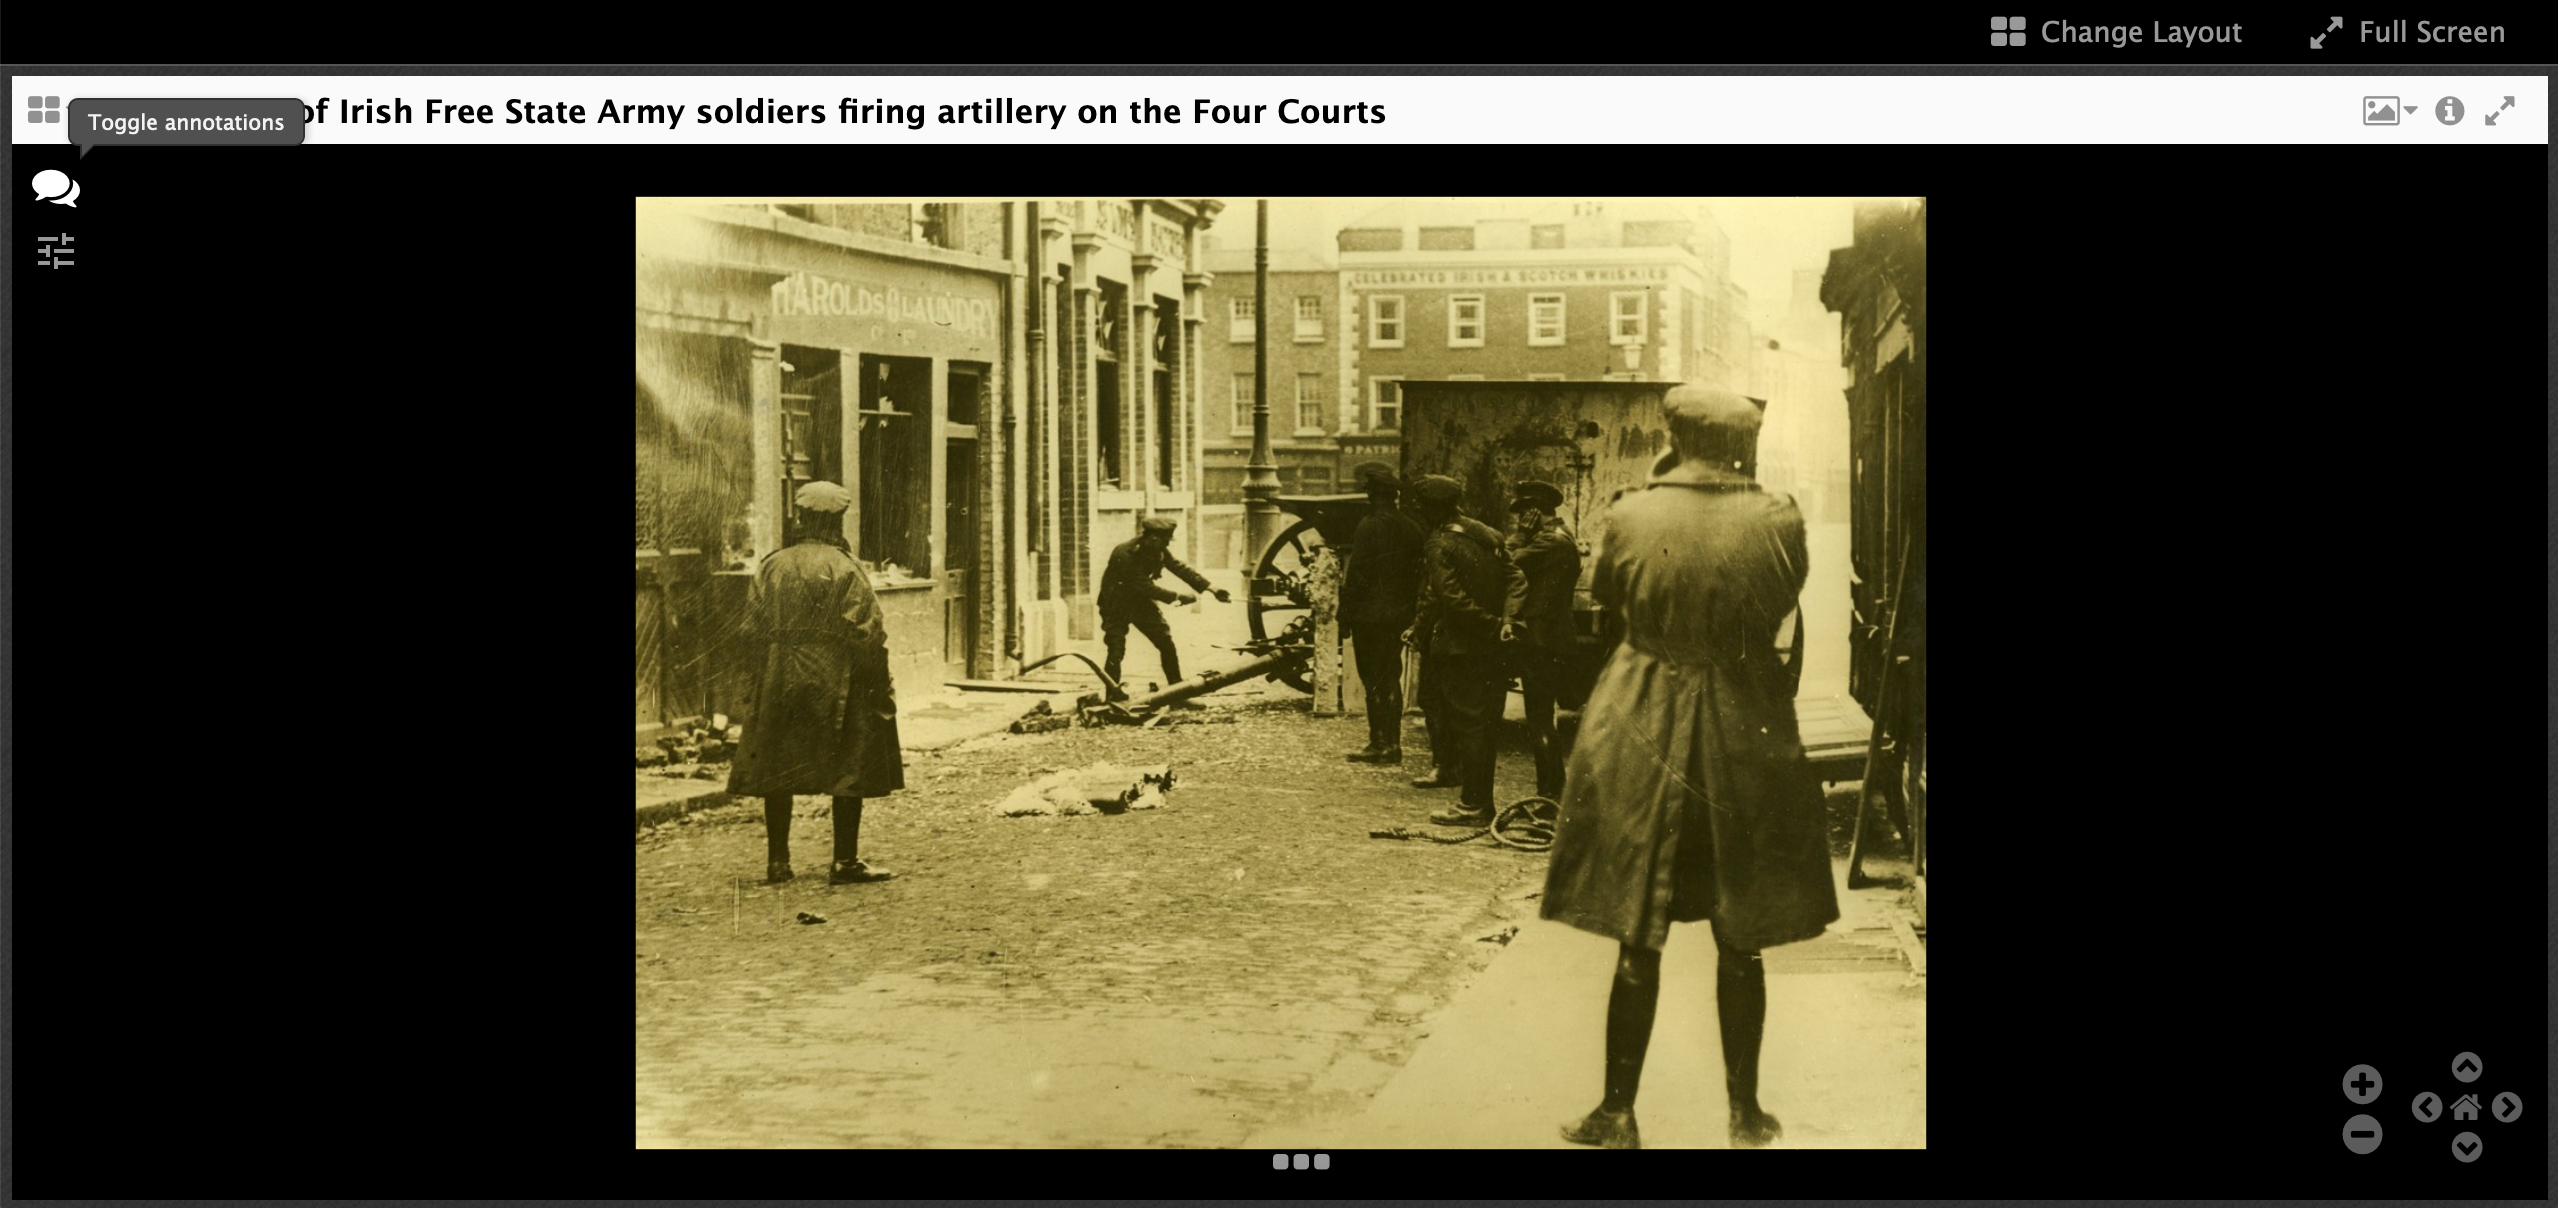 Change Layout
Full Screen
Toggle annotations
of Irish Free State Army soldiers firing artillery on the Four Courts
HAROLDS LAUNDRY
CELEBRATED IRISH & SCOTCH WHISKIES